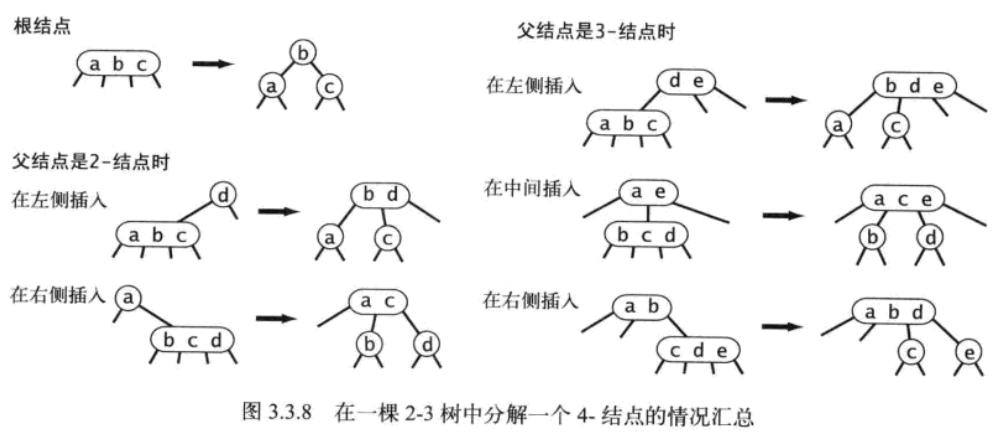 根结点
a b c
b
a
c
父结点是2-结点时
在左侧插入
d
a b c
b d
a
c
在右侧插入
a
b c d
a c
b
d
父结点是3-结点时
在左侧插入
d e
a b c
b d e
a
c
在中间插入
a e
b c d
a c e
b
d
在右侧插入
a b
c d e
a b d
c
e
图 3.3.8 在一棵 2-3 树中分解一个 4- 结点的情况汇总